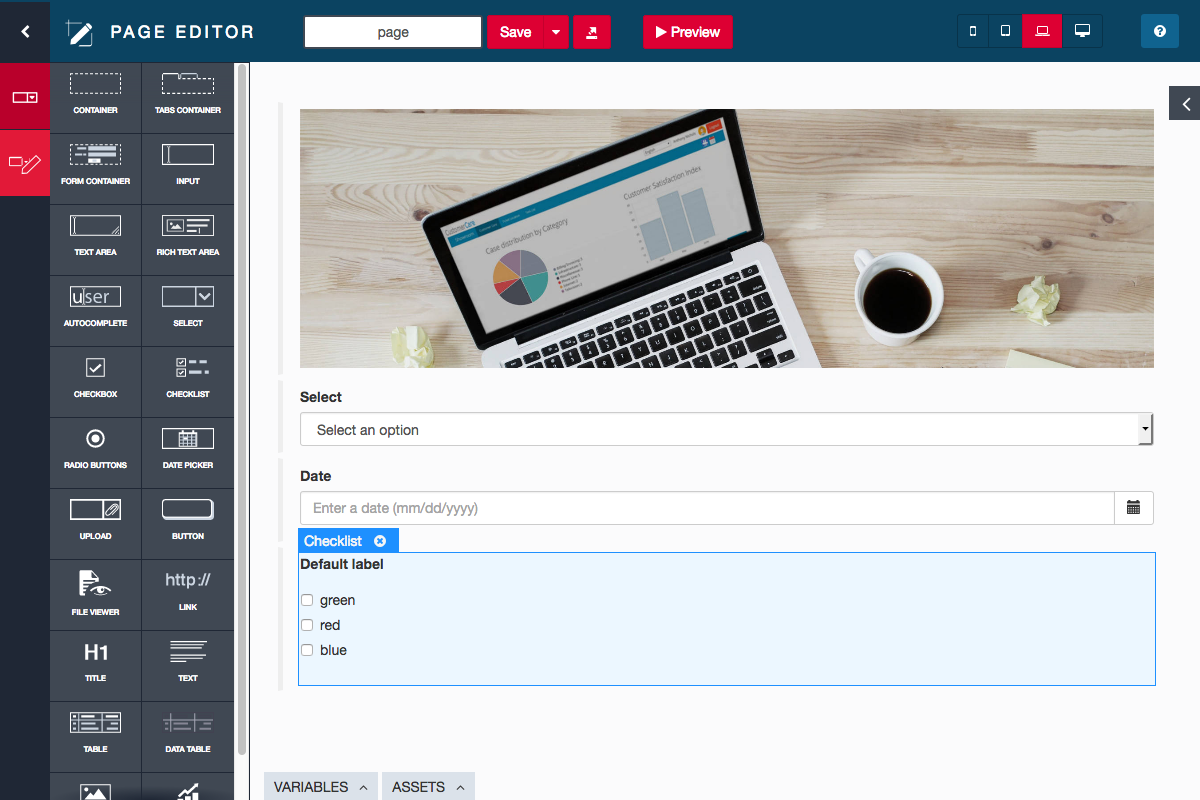 PAGE EDITOR
page
Save
Preview
CONTAINER
TABS CONTAINER
FORM CONTAINER
INPUT
TEXT AREA
RICH TEXT AREA
user
AUTOCOMPLETE
SELECT
CHECKBOX
CHECKLIST
RADIO BUTTONS
DATE PICKER
UPLOAD
BUTTON
FILE VIEWER
http://
LINK
H1
TITLE
TEXT
TABLE
DATA TABLE
CustomerCare
Case distribution by Category
Customer Satisfaction Index
Select
Select an option
Date
Enter a date (mm/dd/yyyy)
Checklist
Default label
green
red
blue
VARIABLES
ASSETS